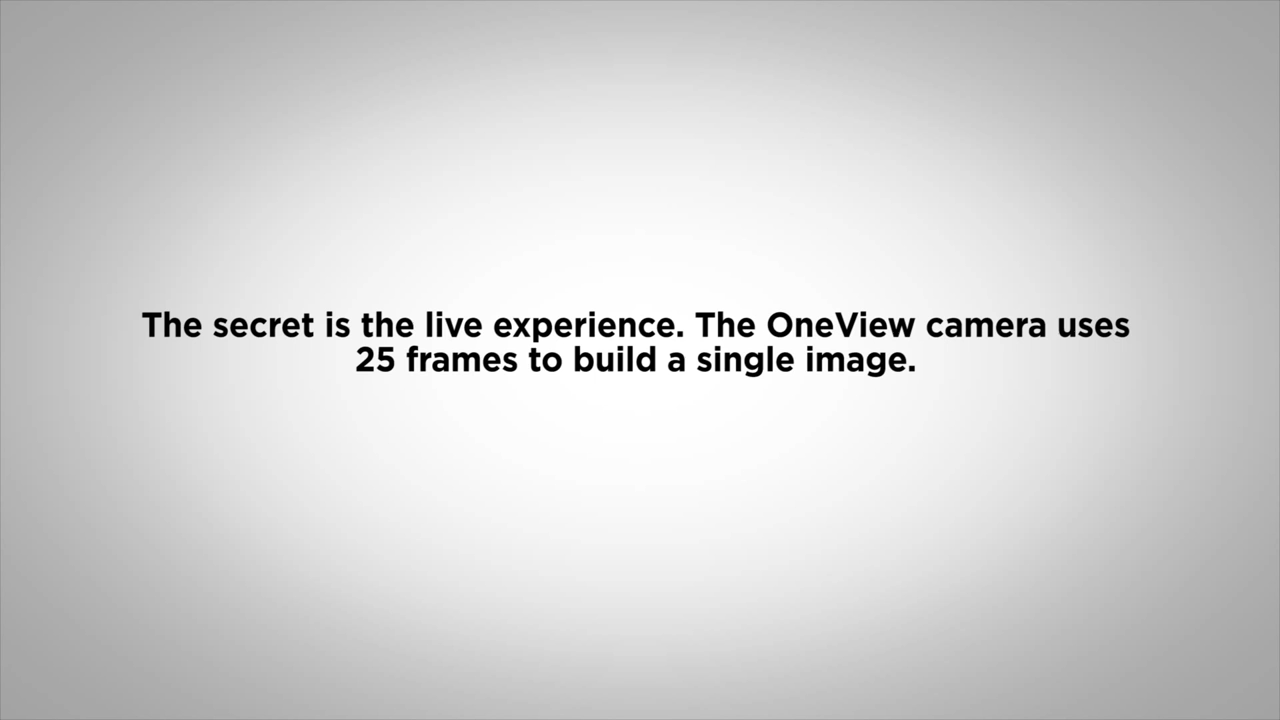 The secret is the live experience. The OneView camera uses
25 frames to build a single image.